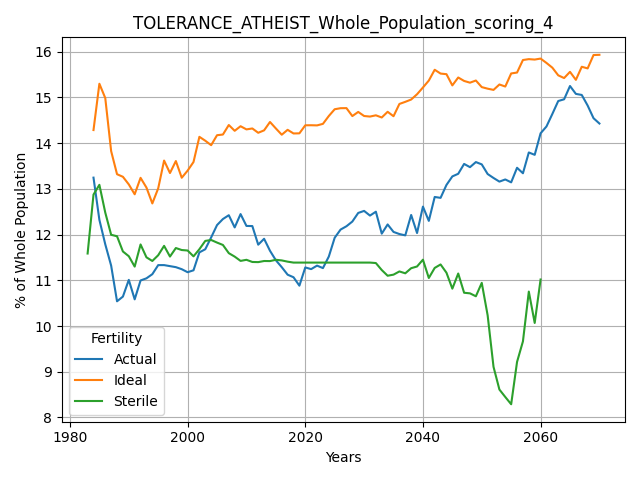 TOLERANCE_ATHEIST_Whole_Population_scoring_4
% of Whole Population
16
15
14
13
12
11
10
9
8
Fertility
Actual
Ideal
Sterile
1980
2000
2020
2040
2060
Years